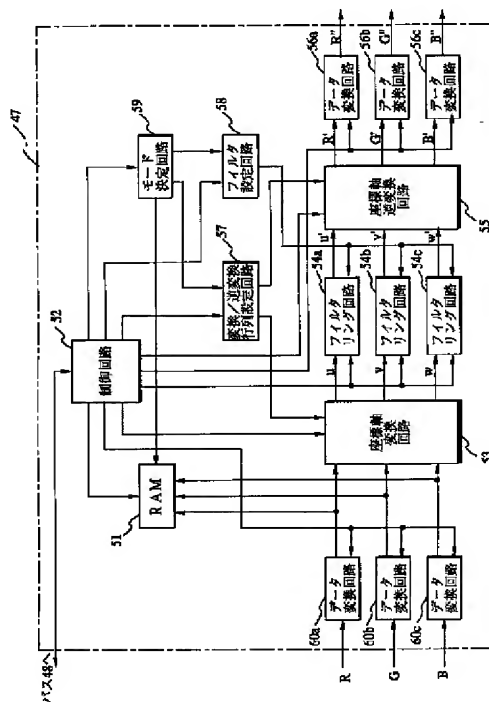 47
バス48へ
52
制御回路
59
モード
決定回路
51
RAM
57
変換/逆変換
行列設定回路
58
フィルタ
設定回路
60a
データ
変換回路
60b
データ
変換回路
60c
データ
変換回路
R
G
B
53
座標軸
変換
回路
u
v
w
54a
フィルタ
リング回路
54b
フィルタ
リング回路
54c
フィルタ
リング回路
u'
v'
w'
55
座標軸
逆変換
回路
R'
G'
B'
56a
データ
変換回路
56b
データ
変換回路
56c
データ
変換回路
R"
G"
B"